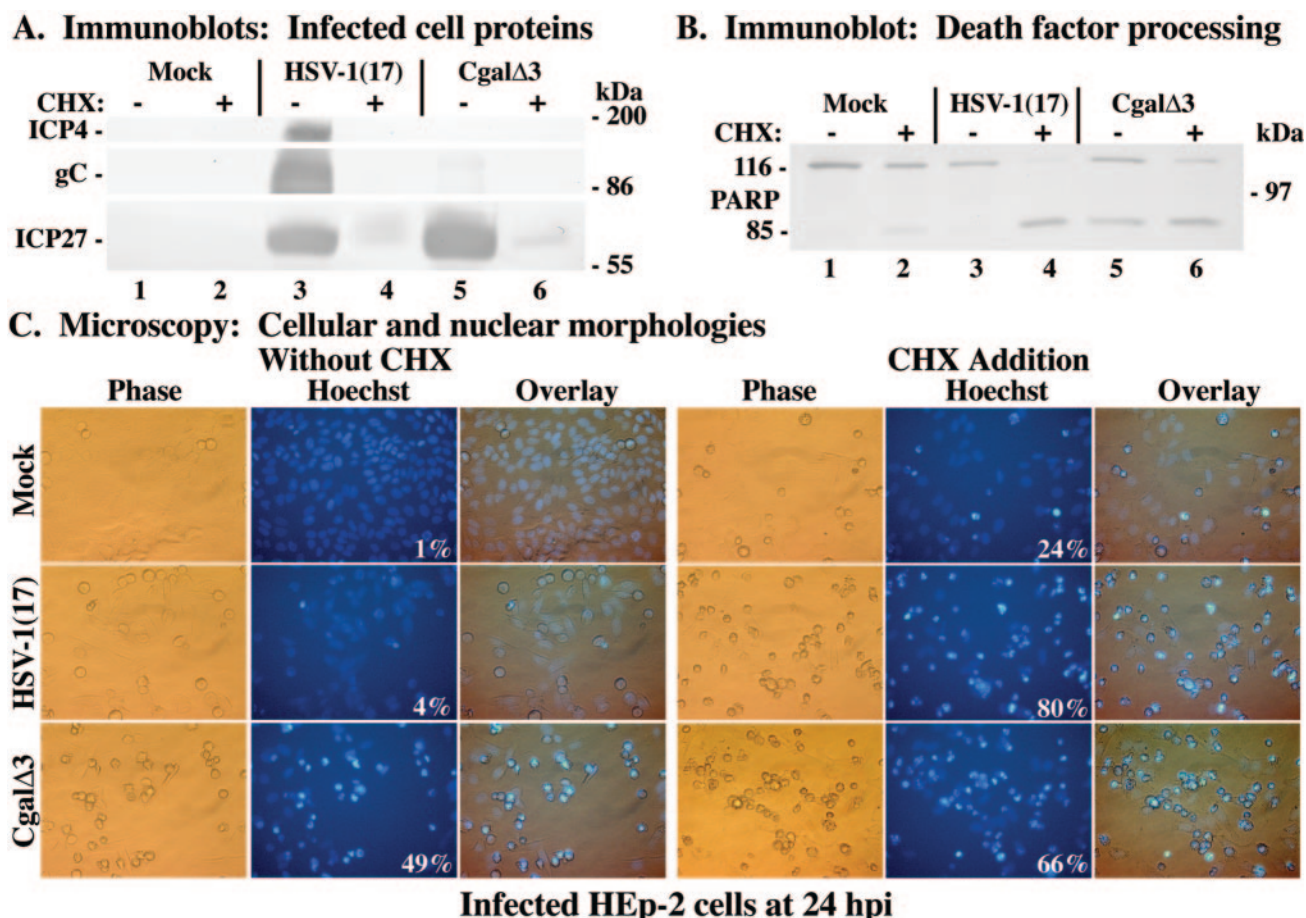 A. Immunoblots: Infected cell proteins
Mock HSV-1(17) CgalΔ3
CHX: - + - + - + kDa
- 200
ICP4 -
gC -
- 86
ICP27 -
- 55
1 2 3 4 5 6
B. Immunoblot: Death factor processing
Mock HSV-1(17) CgalΔ3
CHX: - + - + - + kDa
116 -
- 97
PARP
85 -
1 2 3 4 5 6
C. Microscopy: Cellular and nuclear morphologies
Without CHX CHX Addition
Phase Hoechst Overlay Phase Hoechst Overlay
Mock
1% 24%
HSV-1(17)
4% 80%
CgalΔ3
49% 66%
Infected HEp-2 cells at 24 hpi